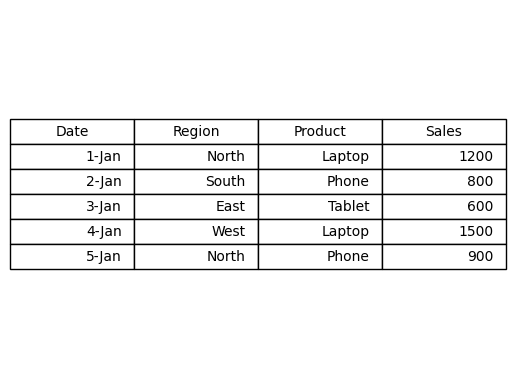 Date Region Product Sales
1-Jan North Laptop 1200
2-Jan South Phone 800
3-Jan East Tablet 600
4-Jan West Laptop 1500
5-Jan North Phone 900